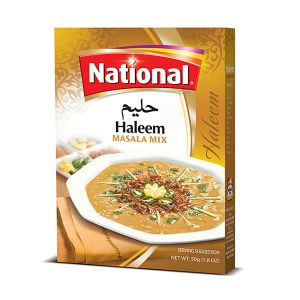 National
حلیم
Haleem
MASALA MIX
Haleem
SERVING SUGGESTION
NET WT. 50g (1.8 OZ)